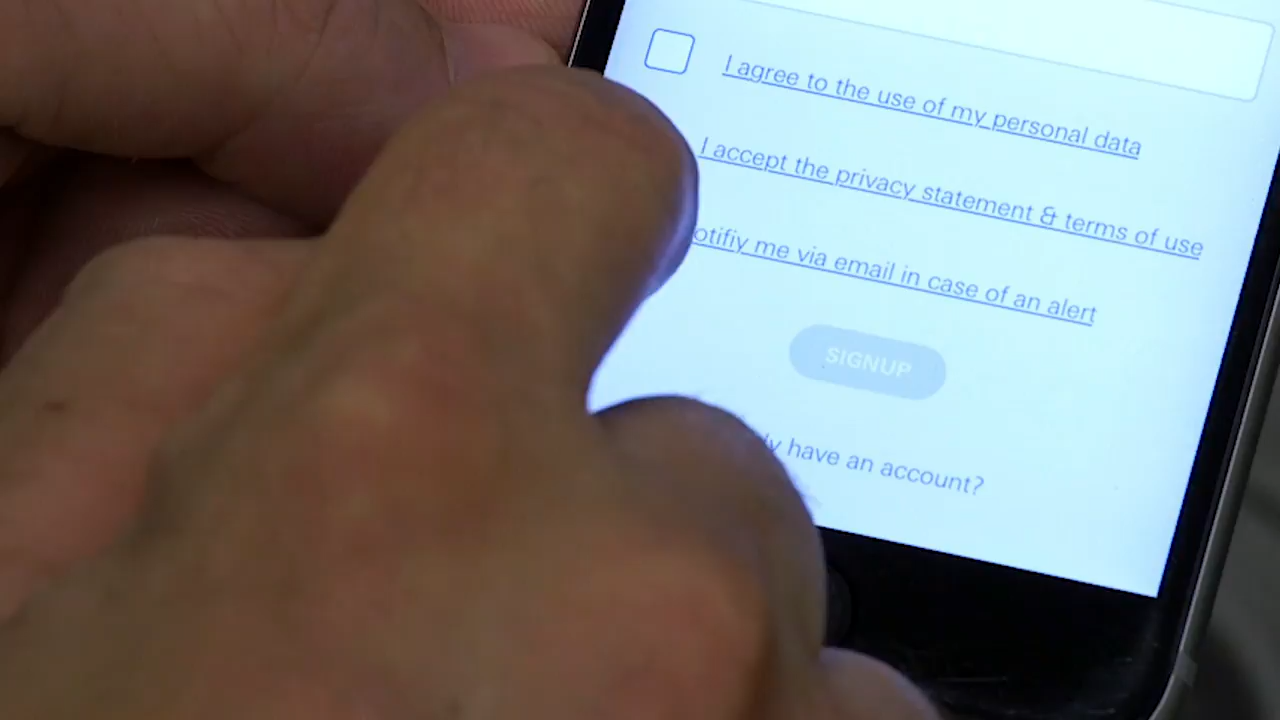 I agree to the use of my personal data
I accept the privacy statement & terms of use
otifiy me via email in case of an alert
SIGNUP
have an account?